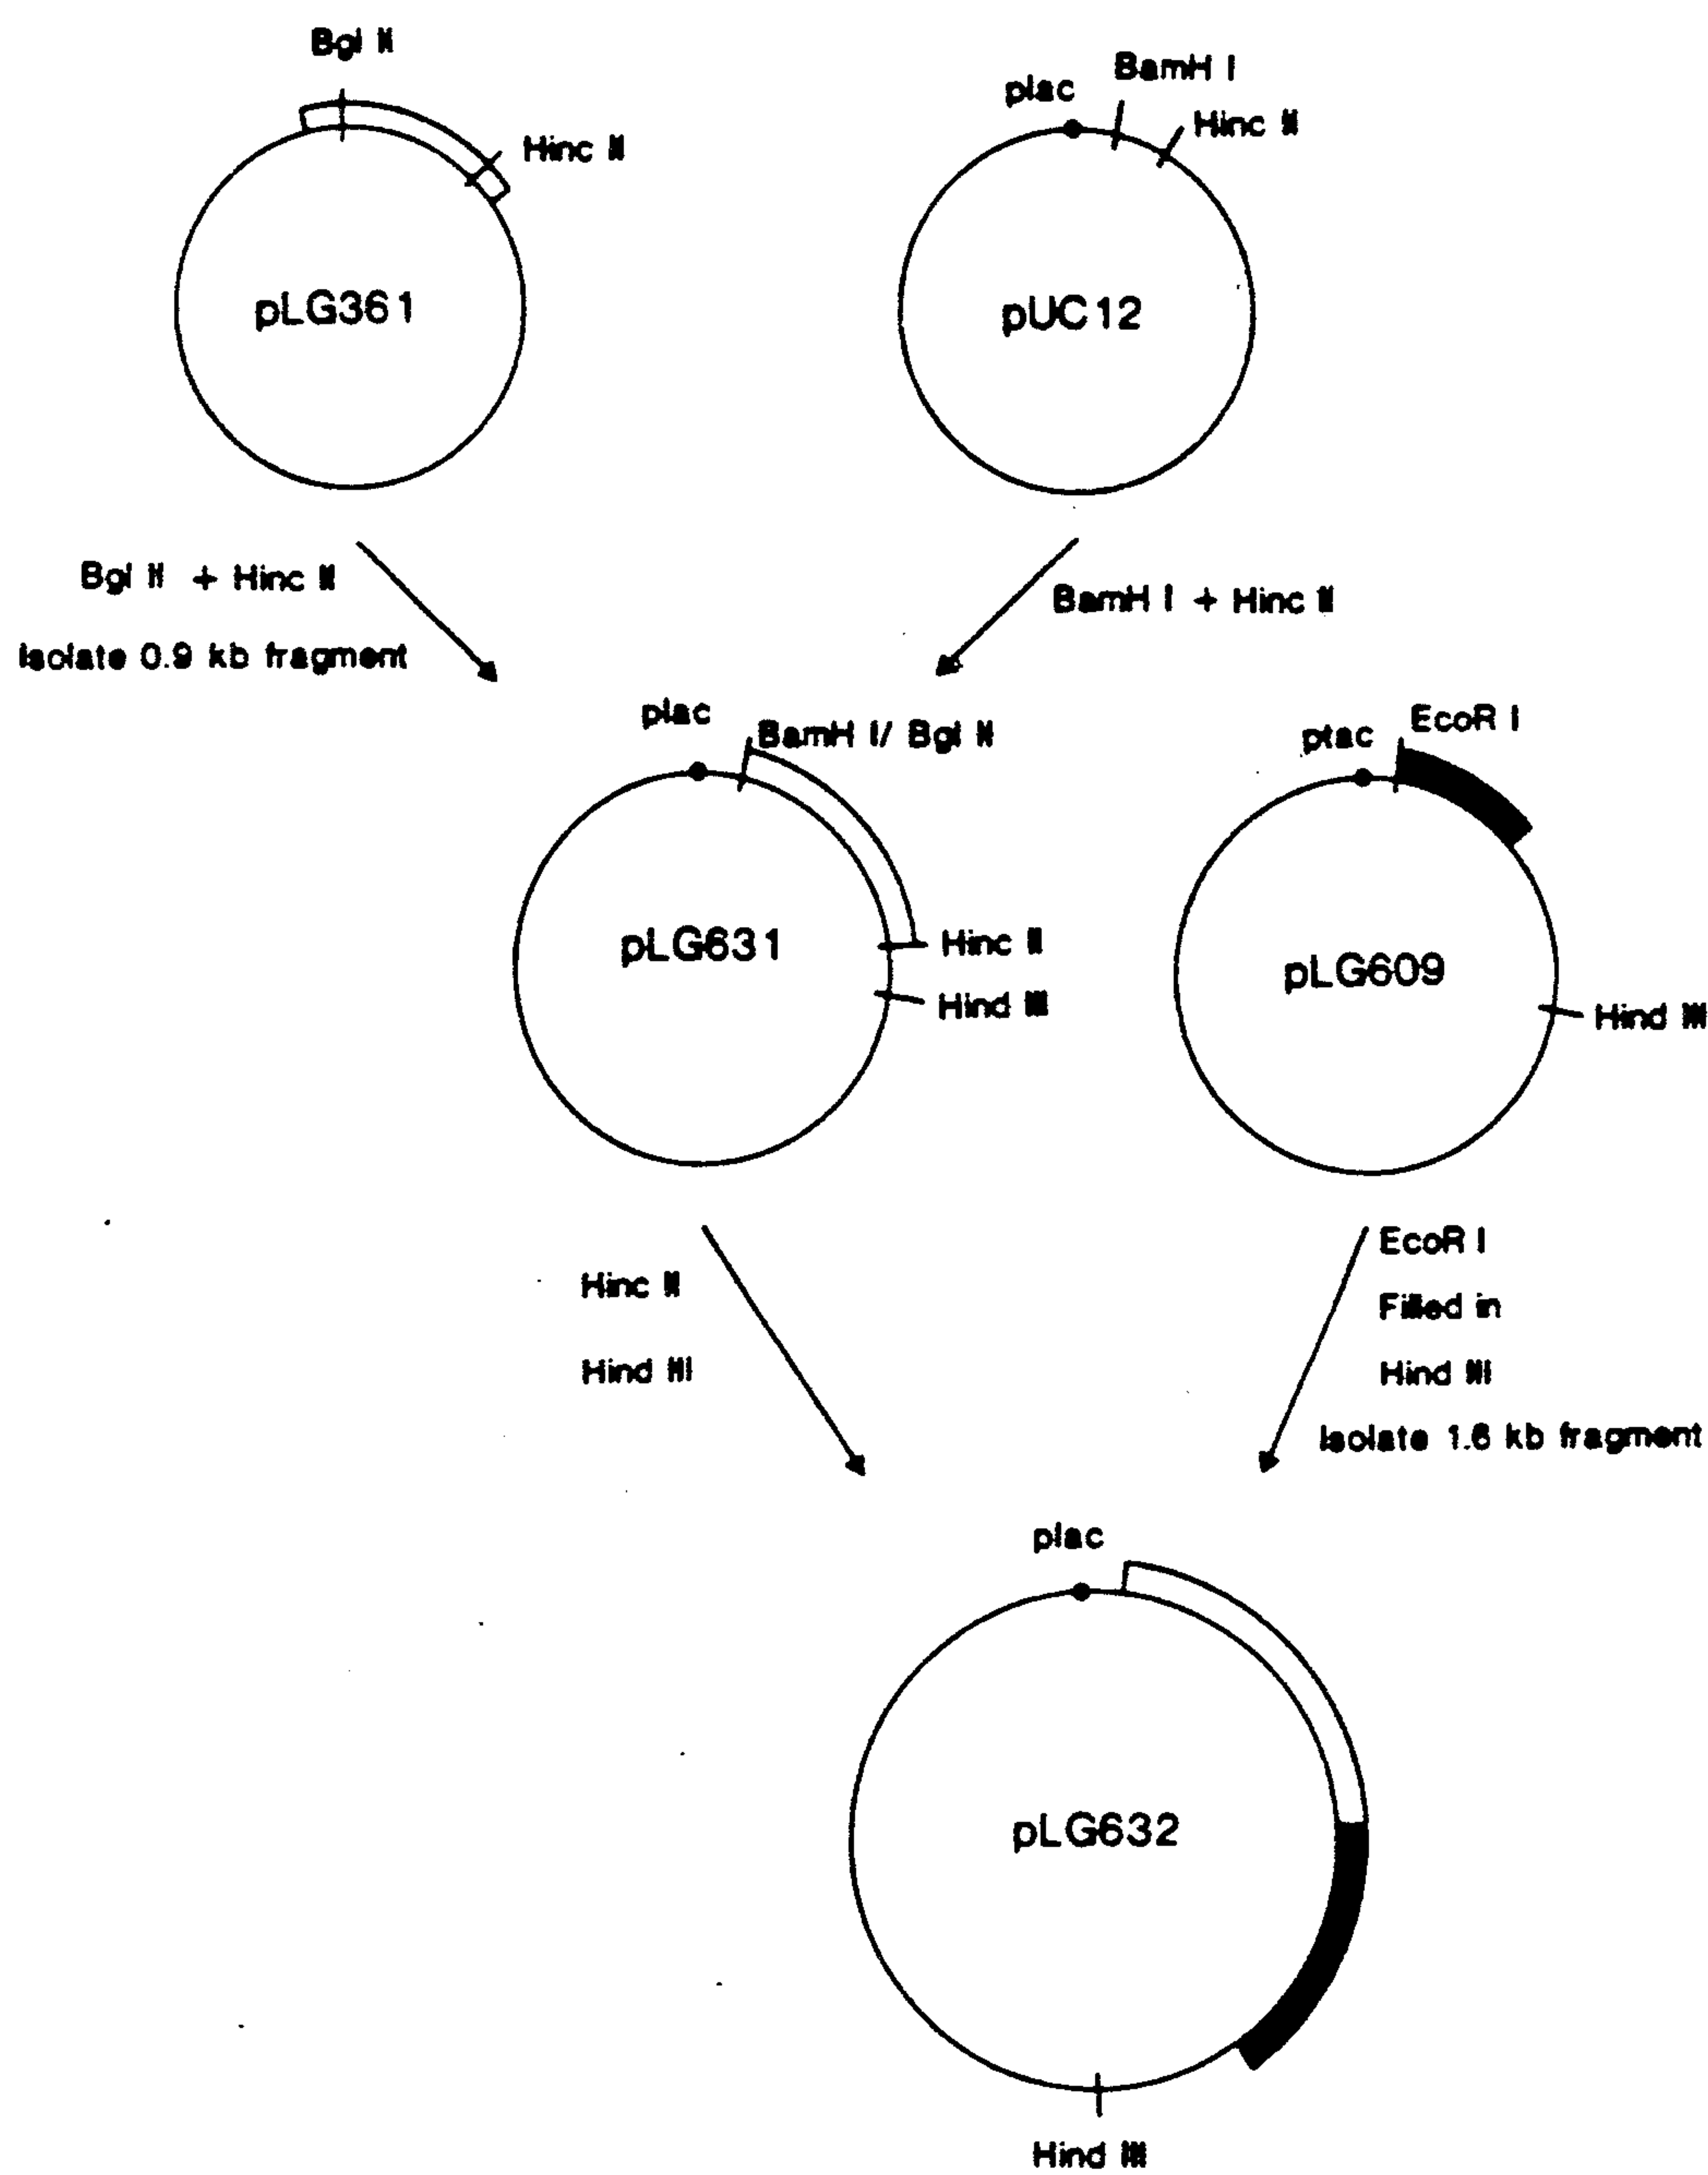 Bgl II
Hinc II
pLG361
plac
BamH I
Hinc II
pUC12
Bgl II + Hinc II
Isolate 0.9 kb fragment
BamH I + Hinc II
plac
BamH I/ Bgl II
Hinc II
Hind III
pLG631
ptac
EcoR I
Hind III
pLG609
Hinc II
Hind III
EcoR I
Filled in
Hind III
Isolate 1.6 kb fragment
plac
pLG632
Hind III